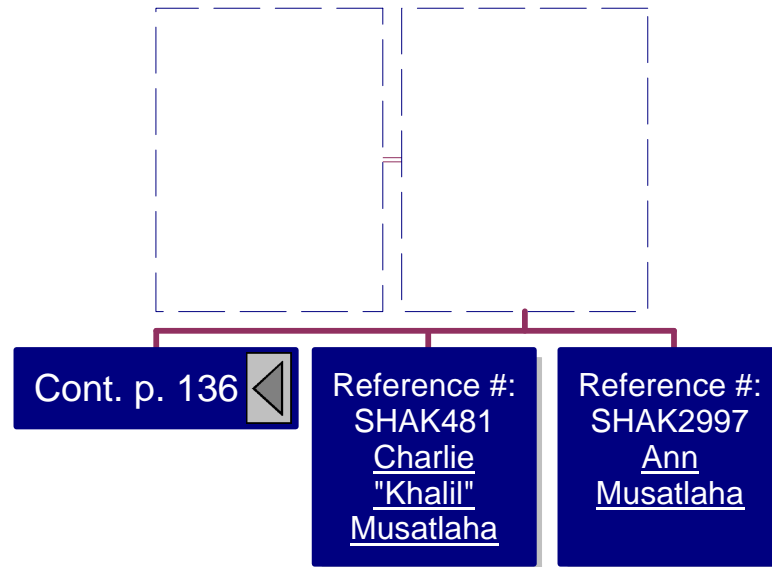 Cont. p. 136
Reference #:
SHAK481
Charlie
"Khalil"
Musatlaha
Reference #:
SHAK2997
Ann
Musatlaha